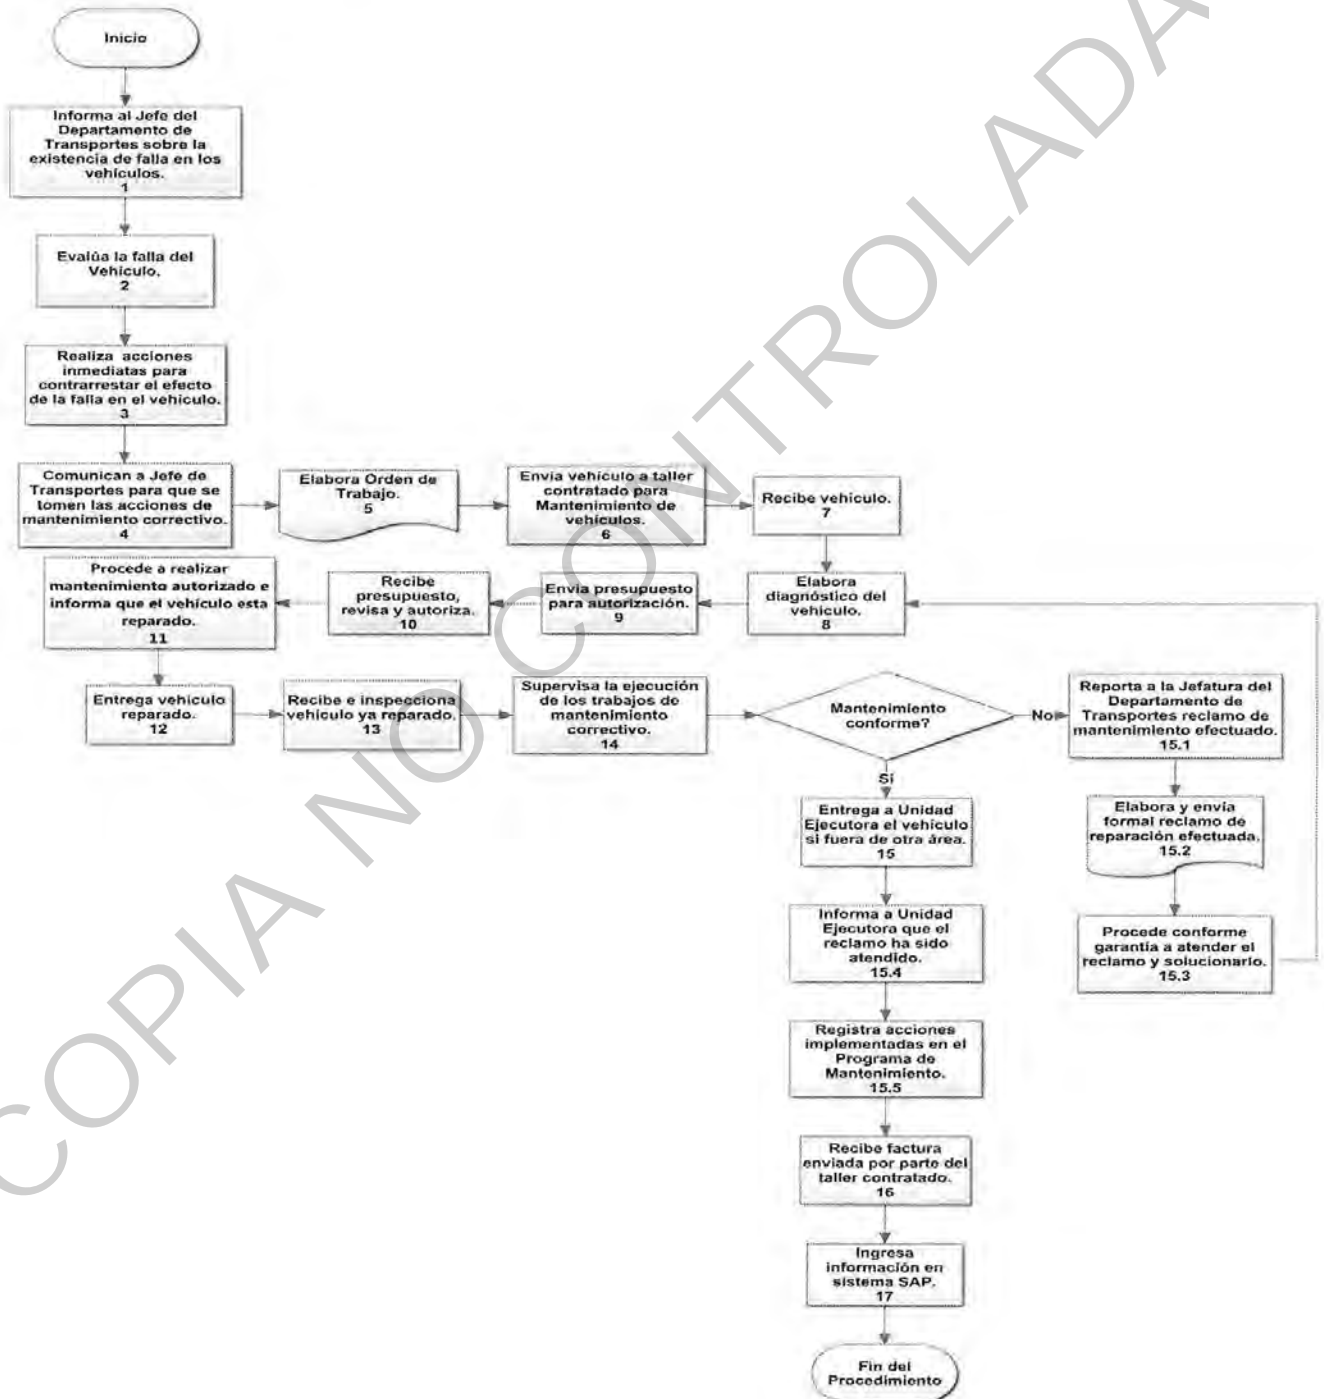 Inicio
Informa al Jefe del
Departamento de
Transportes sobre la
existencia de falla en los
vehículos.
1
Evalúa la falla del
Vehículo.
2
Realiza acciones
inmediatas para
contrarrestar el efecto
de la falla en el vehículo.
3
Comunican a Jefe de
Transportes para que se
tomen las acciones de
mantenimiento correctivo.
4
Elabora Orden de
Trabajo.
5
Envía vehículo a taller
contratado para
Mantenimiento de
vehículos.
6
Recibe vehículo.
7
Elabora
diagnóstico del
vehículo.
8
Envía presupuesto
para autorización.
9
Recibe
presupuesto,
revisa y autoriza.
10
Procede a realizar
mantenimiento autorizado e
informa que el vehículo esta
reparado.
11
Entrega vehículo
reparado.
12
Recibe e inspecciona
vehículo ya reparado.
13
Supervisa la ejecución
de los trabajos de
mantenimiento
correctivo.
14
Mantenimiento
conforme?
No
Reporta a la Jefatura del
Departamento de
Transportes reclamo de
mantenimiento efectuado.
15.1
Elabora y envía
formal reclamo de
reparación efectuada.
15.2
Procede conforme
garantía a atender el
reclamo y solucionarlo.
15.3
Si
Entrega a Unidad
Ejecutora el vehículo
si fuera de otra área.
15
Informa a Unidad
Ejecutora que el
reclamo ha sido
atendido.
15.4
Registra acciones
implementadas en el
Programa de
Mantenimiento.
15.5
Recibe factura
enviada por parte del
taller contratado.
16
Ingresa
información en
sistema SAP.
17
Fin del
Procedimiento
COPIA NO CONTROLADA